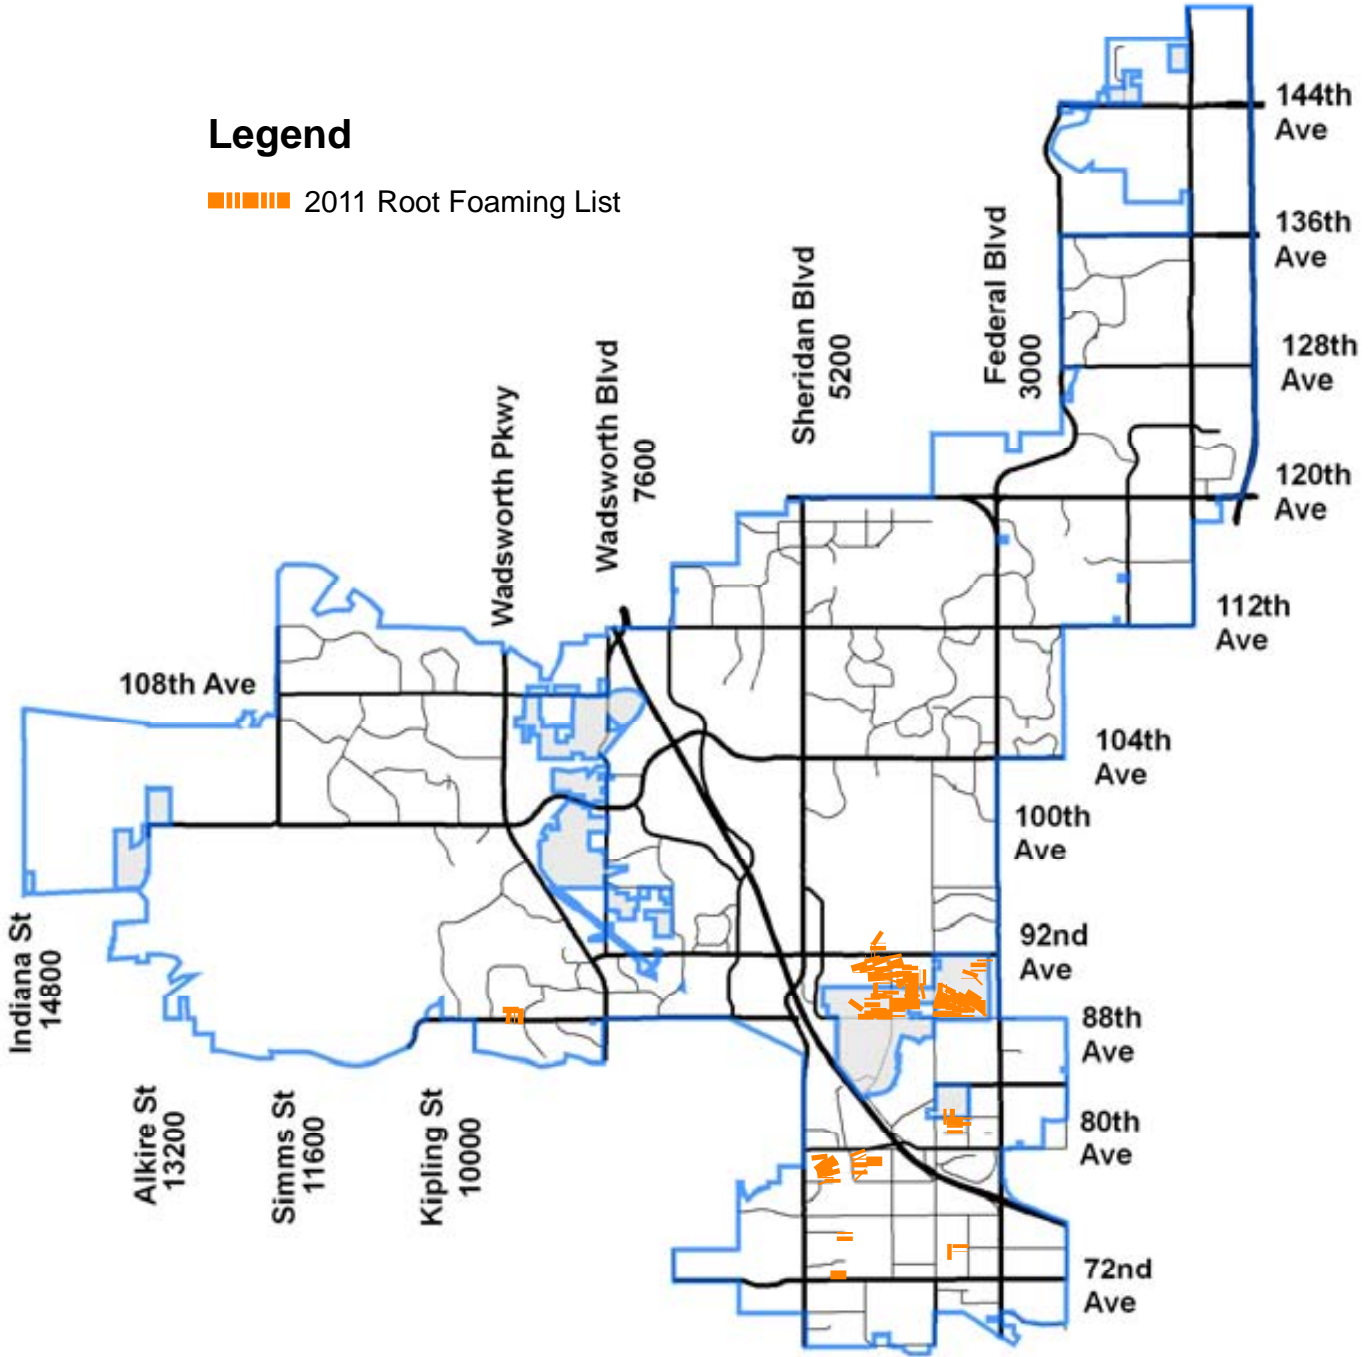 Legend
2011 Root Foaming List
144th
Ave
136th
Ave
128th
Ave
120th
Ave
112th
Ave
104th
Ave
100th
Ave
92nd
Ave
88th
Ave
80th
Ave
72nd
Ave
Federal Blvd
3000
Sheridan Blvd
5200
Wadsworth Blvd
7600
Wadsworth Pkwy
108th Ave
Indiana St
14800
Alkire St
13200
Simms St
11600
Kipling St
10000